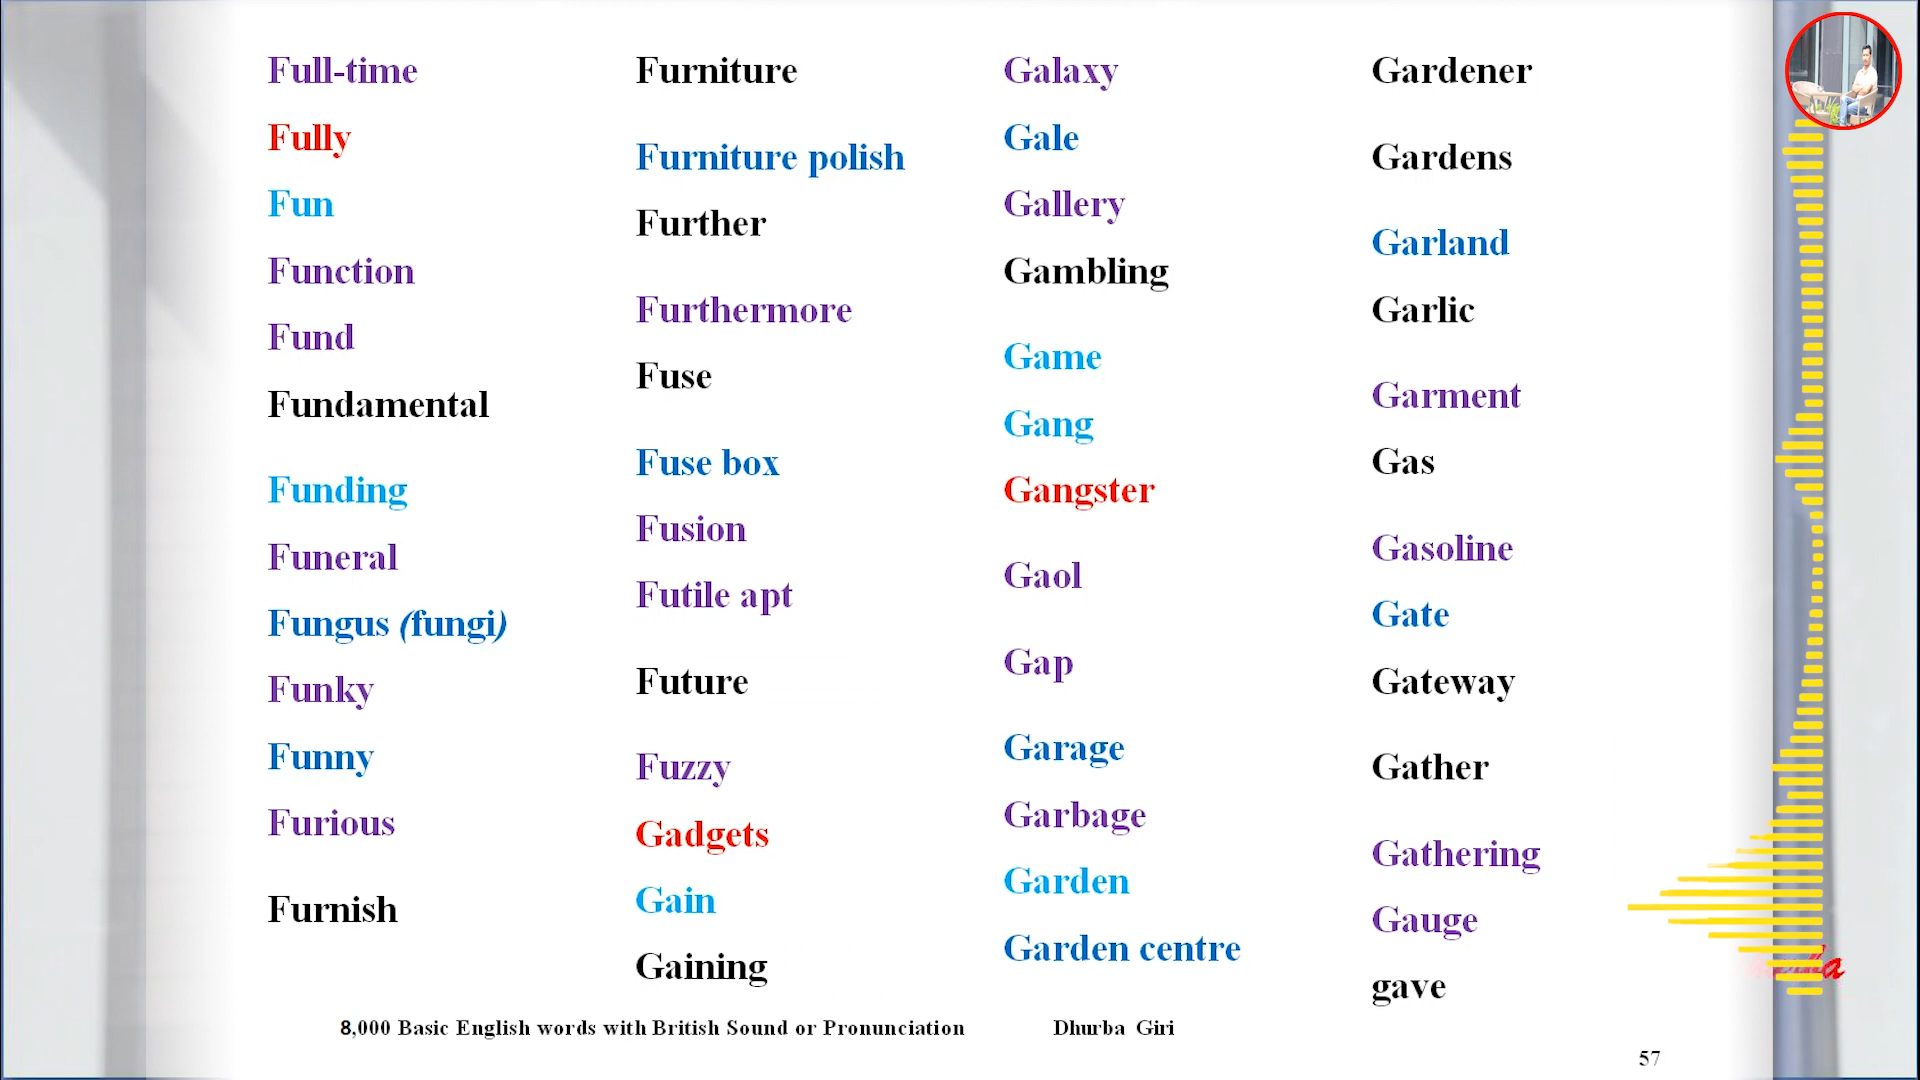 Full-time
Fully
Fun
Function
Fund
Fundamental
Funding
Funeral
Fungus (fungi)
Funky
Funny
Furious
Furnish
Furniture
Furniture polish
Further
Furthermore
Fuse
Fuse box
Fusion
Futile apt
Future
Fuzzy
Gadgets
Gain
Gaining
Galaxy
Gale
Gallery
Gambling
Game
Gang
Gangster
Gaol
Gap
Garage
Garbage
Garden
Garden centre
Gardener
Gardens
Garland
Garlic
Garment
Gas
Gasoline
Gate
Gateway
Gather
Gathering
Gauge
gave
8,000 Basic English words with British Sound or Pronunciation Dhurba Giri
57